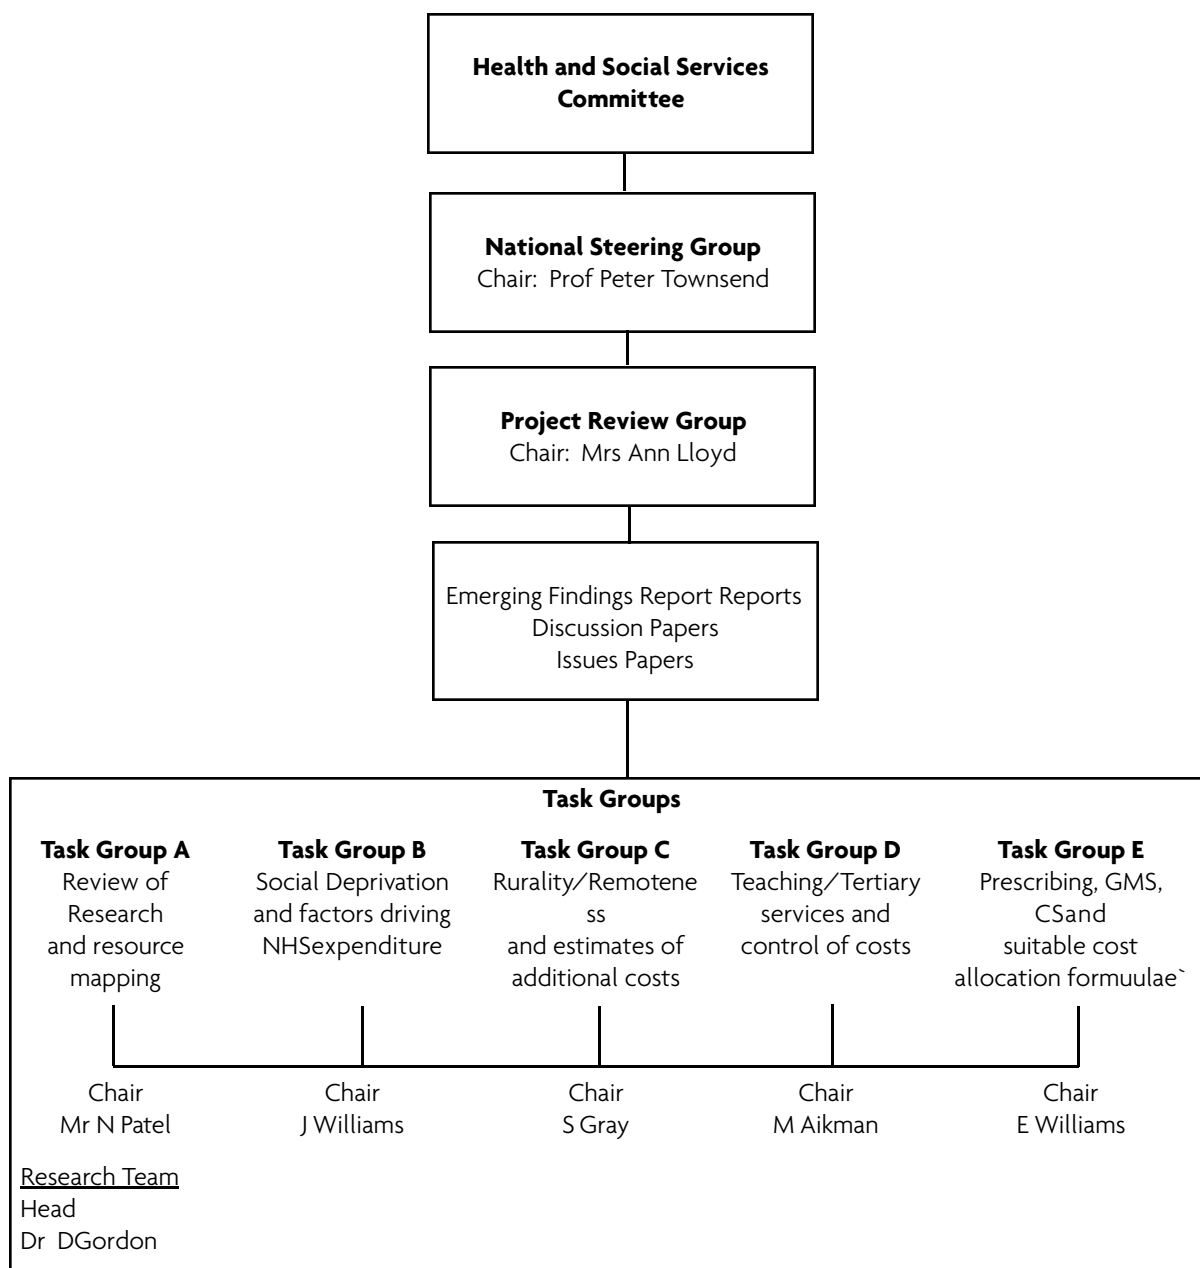 Health and Social Services
Committee
National Steering Group
Chair: Prof Peter Townsend
Project Review Group
Chair: Mrs Ann Lloyd
Emerging Findings Report Reports
Discussion Papers
Issues Papers
Task Groups
Task Group A
Review of
Research
and resource
mapping
Task Group B
Social Deprivation
and factors driving
NHSexpenditure
Task Group C
Rurality/Remotene
ss
and estimates of
additional costs
Task Group D
Teaching/Tertiary
services and
control of costs
Task Group E
Prescribing, GMS,
CSand
suitable cost
allocation formuulae`
Chair
Mr N Patel
Chair
J Williams
Chair
S Gray
Chair
M Aikman
Chair
E Williams
Research Team
Head
Dr DGordon